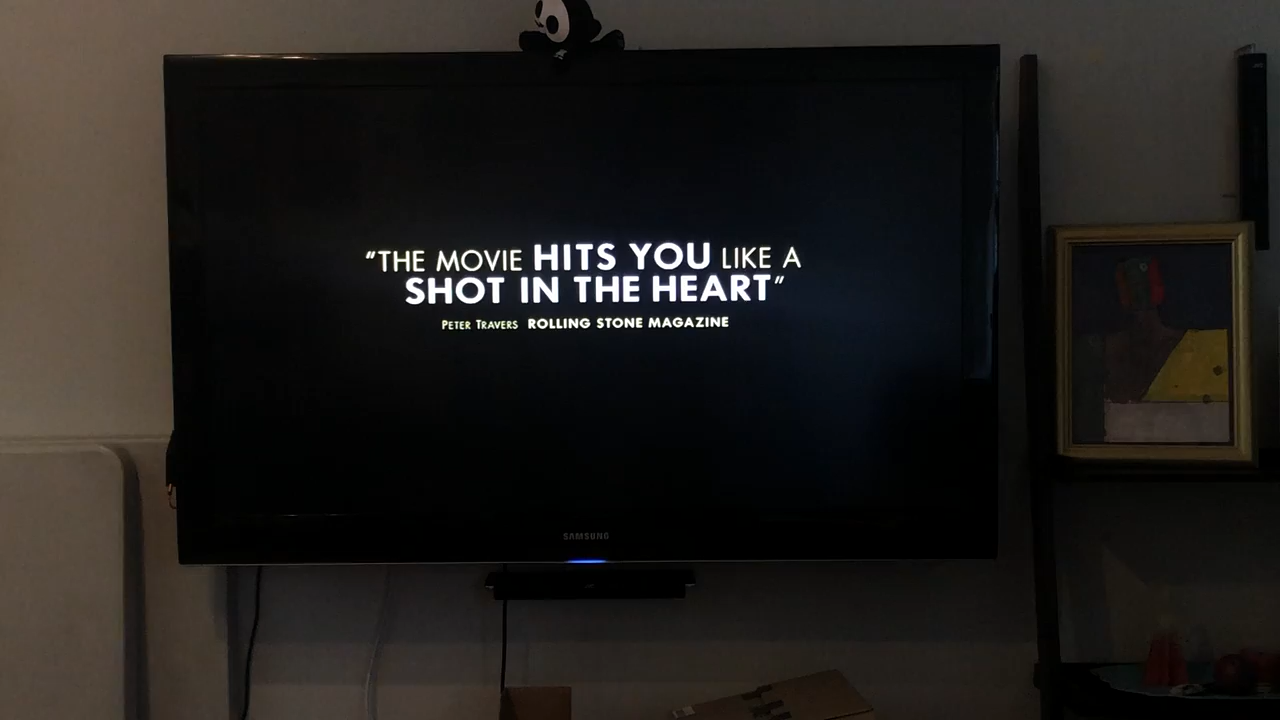 "THE MOVIE HITS YOU LIKE A
SHOT IN THE HEART"
PETER TRAVERS ROLLING STONE MAGAZINE
SAMSUNG